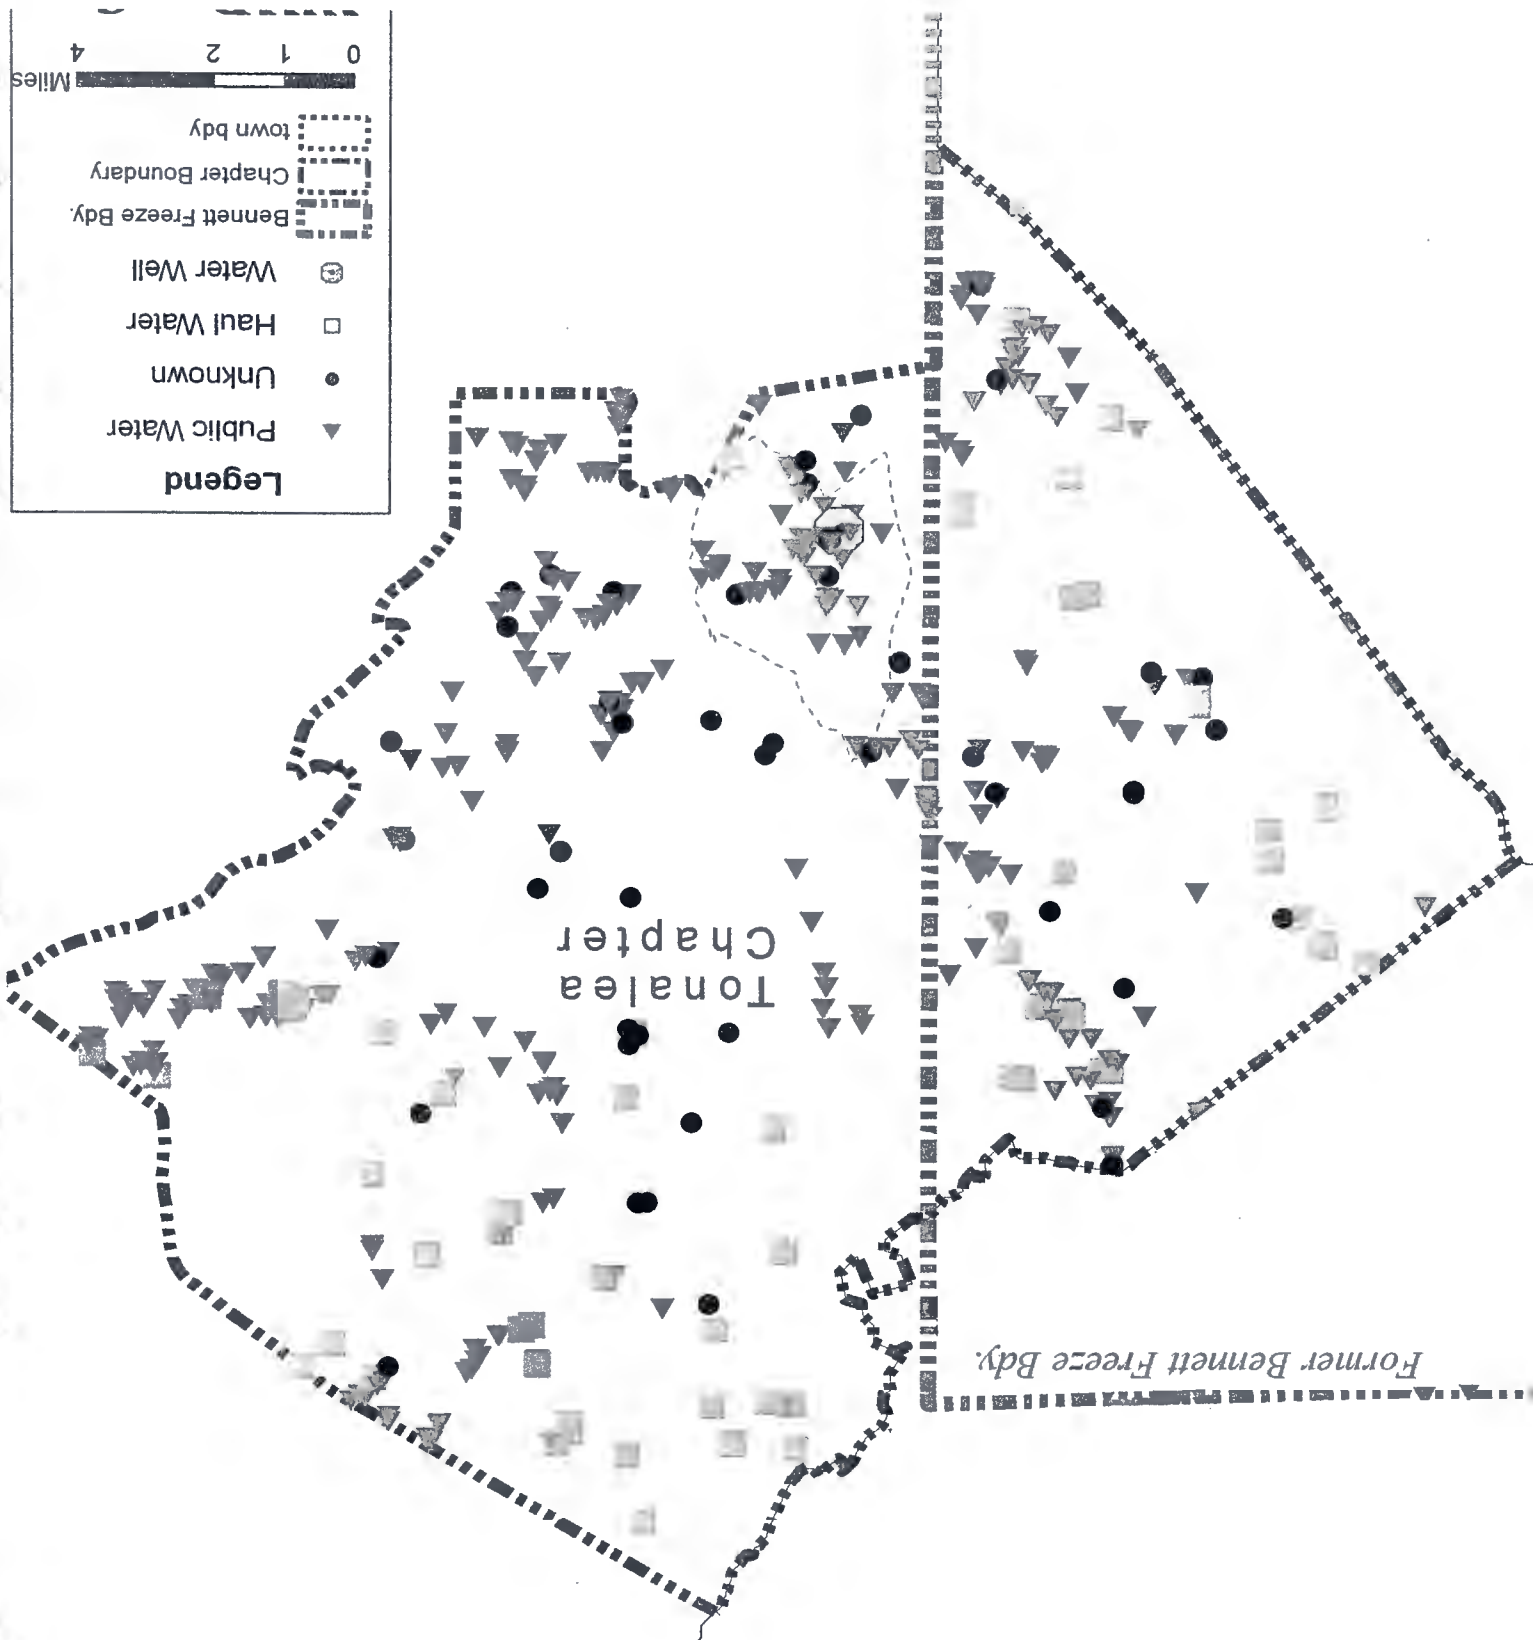 Former Bennett Freeze Bdy.
Tonalea
Chapter
Legend
Public Water
Unknown
Haul Water
Water Well
Bennett Freeze Bdy.
Chapter Boundary
town bdy
0 1 2 4
Miles